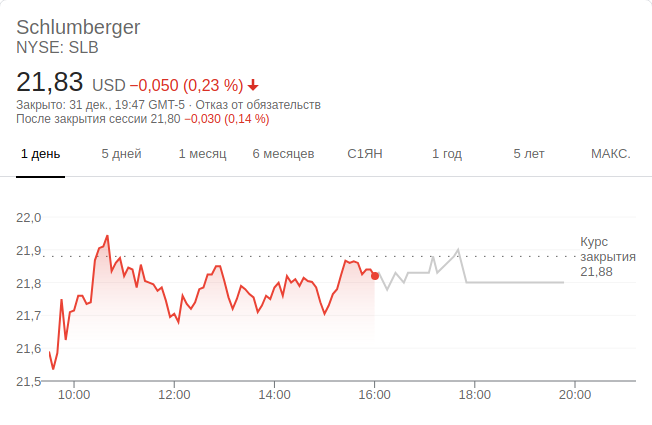 Schlumberger
NYSE: SLB
21,83 USD −0,050 (0,23 %)
Закрыто: 31 дек., 19:47 GMT-5 · Отказ от обязательств
После закрытия сессии 21,80 −0,030 (0,14 %)
1 день 5 дней 1 месяц 6 месяцев С1ЯН 1 год 5 лет МАКС.
22,0
21,9
21,8
21,7
21,6
21,5
Курс
закрытия
21,88
10:00 12:00 14:00 16:00 18:00 20:00